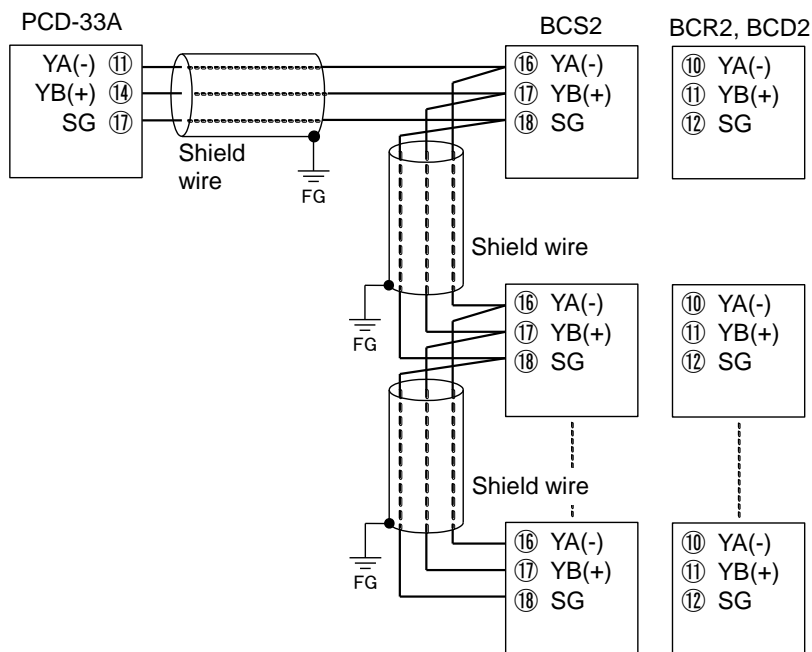 PCD-33A
YA(-) ⑪
YB(+) ⑭
SG ⑰
Shield
wire
FG
BCS2
⑯ YA(-)
⑰ YB(+)
⑱ SG
BCR2, BCD2
⑩ YA(-)
⑪ YB(+)
⑫ SG
Shield wire
FG
⑯ YA(-)
⑰ YB(+)
⑱ SG
⑩ YA(-)
⑪ YB(+)
⑫ SG
Shield wire
FG
⑯ YA(-)
⑰ YB(+)
⑱ SG
⑩ YA(-)
⑪ YB(+)
⑫ SG